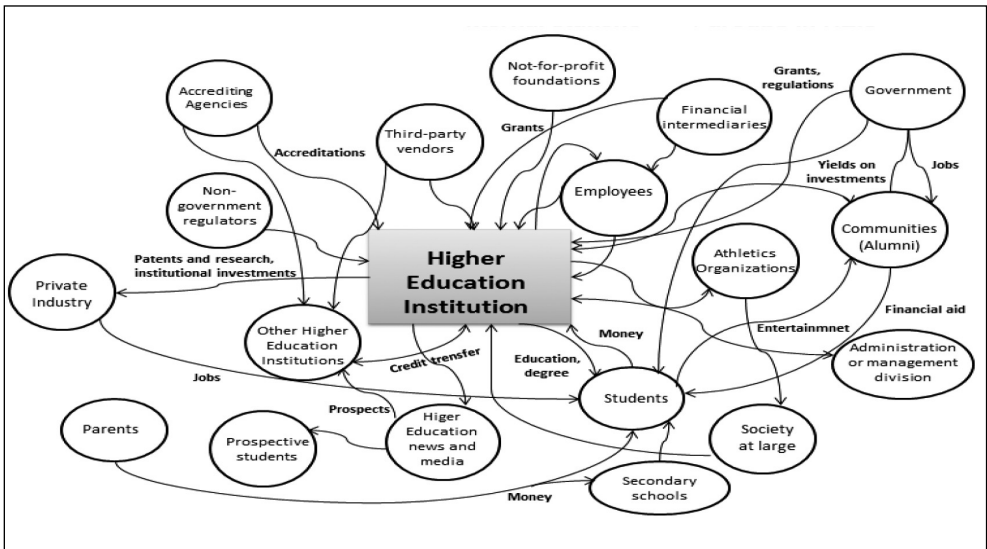 Not-for-profit
foundations
Grants,
regulations
Government
Accrediting
Agencies
Financial
intermediaries
Third-party
vendors
Grants
Accreditations
Yields on
investments
Jobs
Employees
Non-
government
regulators
Communities
(Alumni)
Higher
Education
Institution
Athletics
Organizations
Patents and research,
institutional investments
Private
Industry
Financial aid
Other Higher
Education
Institutions
Money
Entertainmnet
Credit transfer
Education,
degree
Administration
or management
division
Jobs
Students
Prospects
Parents
Prospective
students
Higer
Education
news and
media
Society
at large
Money
Secondary
schools